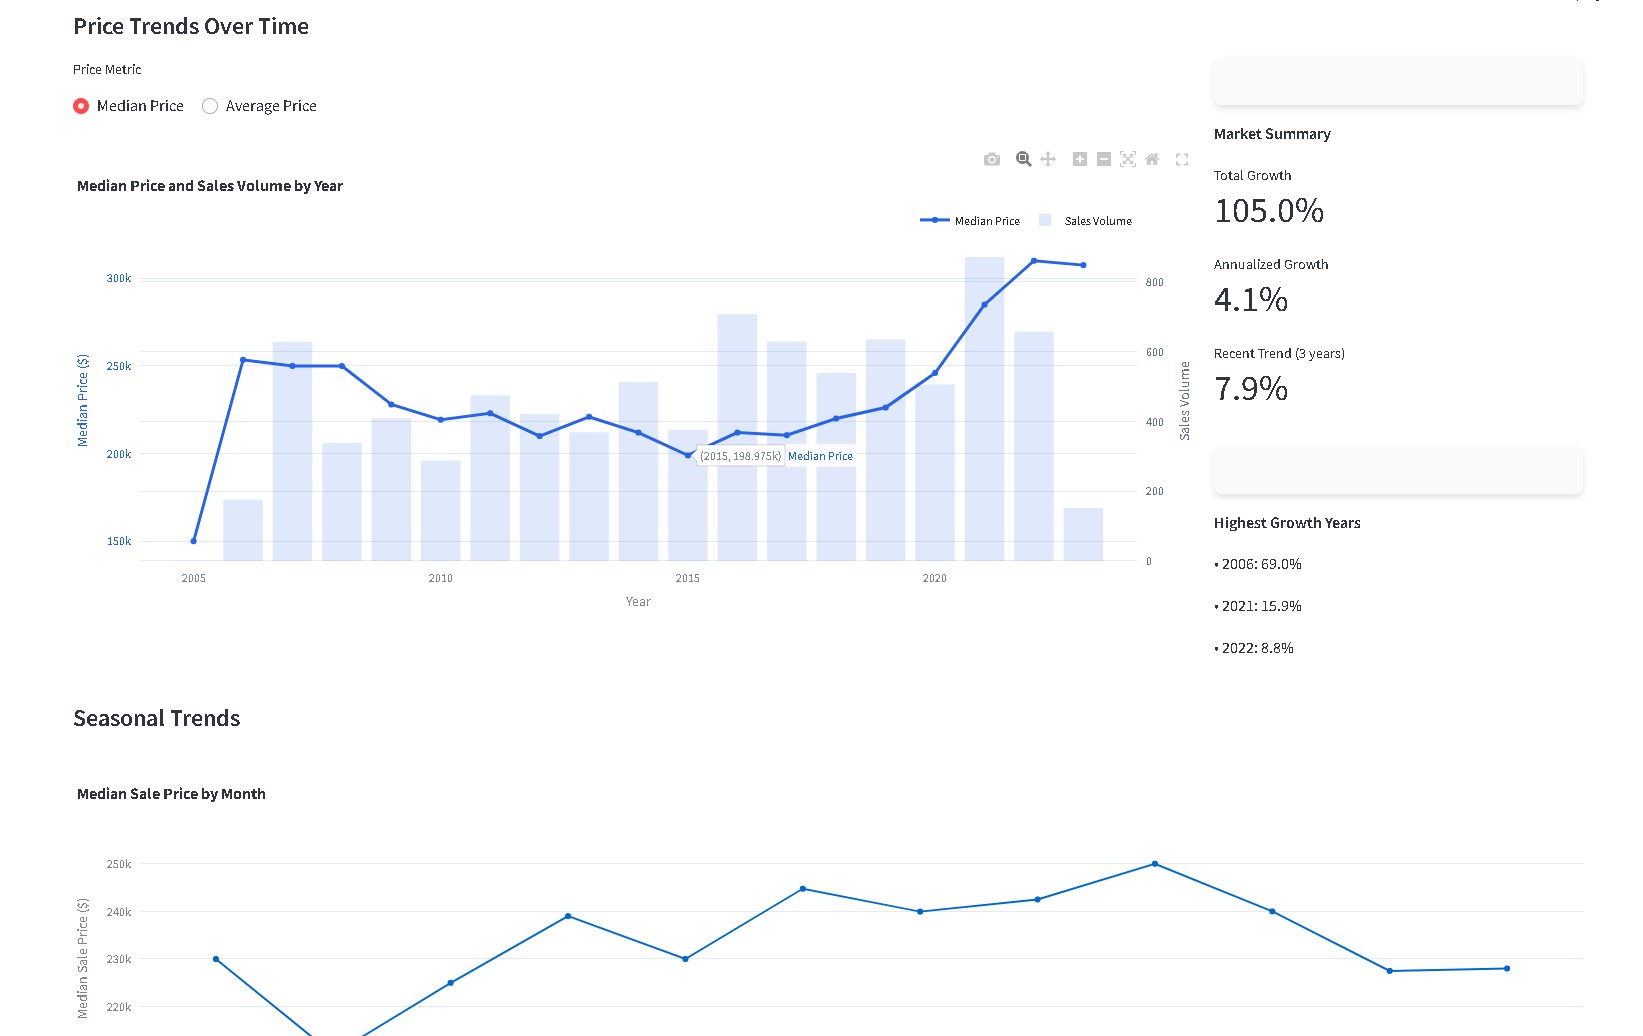 Price Trends Over Time
Price Metric
Median Price
Average Price
Median Price and Sales Volume by Year
Median Price
Sales Volume
300k
250k
200k
150k
Median Price ($)
800
600
400
200
0
Sales Volume
(2015, 198.975k)
Median Price
2005
2010
2015
2020
Year
Market Summary
Total Growth
105.0%
Annualized Growth
4.1%
Recent Trend (3 years)
7.9%
Highest Growth Years
• 2006: 69.0%
• 2021: 15.9%
• 2022: 8.8%
Seasonal Trends
Median Sale Price by Month
250k
240k
230k
220k
Median Sale Price ($)